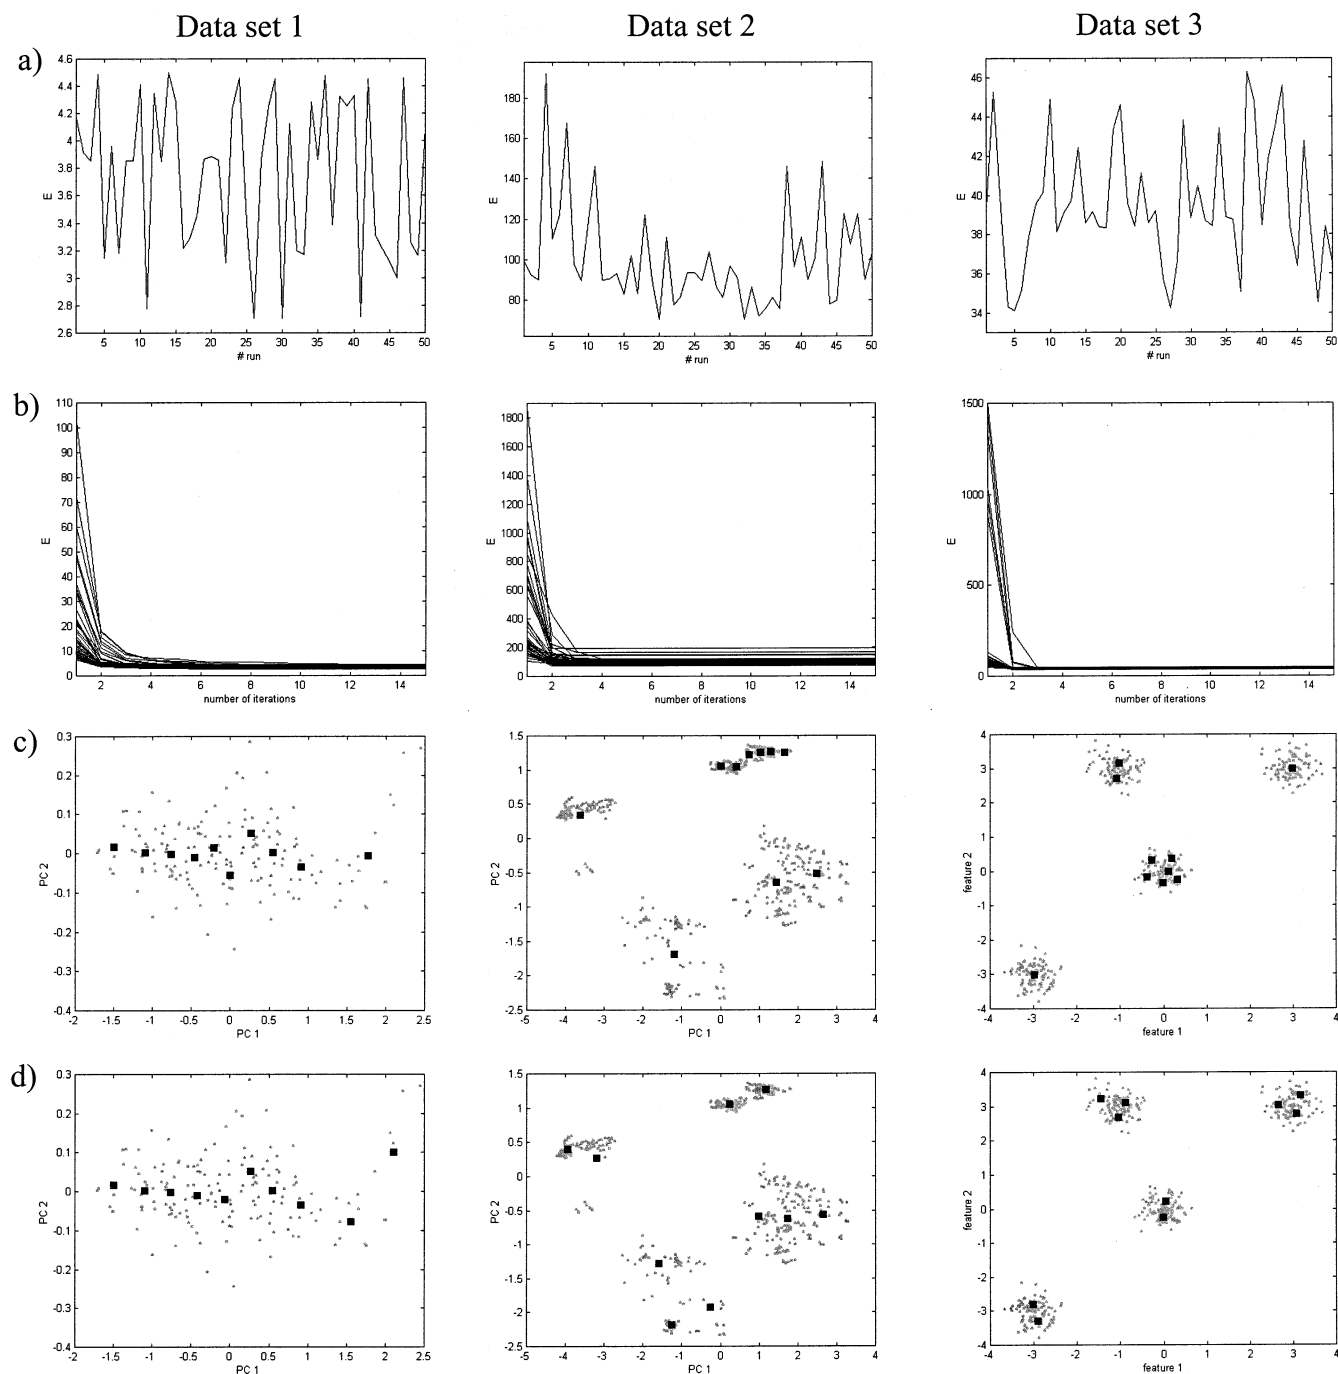 Data set 1 Data set 2 Data set 3
a)
4.6
4.4
4.2
4
3.8
3.6
3.4
3.2
3
2.8
2.6
E
5 10 15 20 25 30 35 40 45 50
# run
180
160
140
120
100
80
E
5 10 15 20 25 30 35 40 45 50
# run
46
44
42
40
38
36
34
E
5 10 15 20 25 30 35 40 45 50
# run
b)
110
100
90
80
70
60
50
40
30
20
10
0
E
2 4 6 8 10 12 14
number of iterations
1800
1600
1400
1200
1000
800
600
400
200
0
E
2 4 6 8 10 12 14
number of iterations
1500
1000
500
0
E
2 4 6 8 10 12 14
number of iterations
c)
0.3
0.2
0.1
0
-0.1
-0.2
-0.3
-0.4
PC 2
-2 -1.5 -1 -0.5 0 0.5 1 1.5 2 2.5
PC 1
1.5
1
0.5
0
-0.5
-1
-1.5
-2
-2.5
PC 2
-5 -4 -3 -2 -1 0 1 2 3 4
PC 1
4
3
2
1
0
-1
-2
-3
-4
feature 2
-4 -3 -2 -1 0 1 2 3 4
feature 1
d)
0.3
0.2
0.1
0
-0.1
-0.2
-0.3
-0.4
PC 2
-2 -1.5 -1 -0.5 0 0.5 1 1.5 2 2.5
PC 1
1.5
1
0.5
0
-0.5
-1
-1.5
-2
-2.5
PC 2
-5 -4 -3 -2 -1 0 1 2 3 4
PC 1
4
3
2
1
0
-1
-2
-3
-4
feature 2
-4 -3 -2 -1 0 1 2 3 4
feature 1